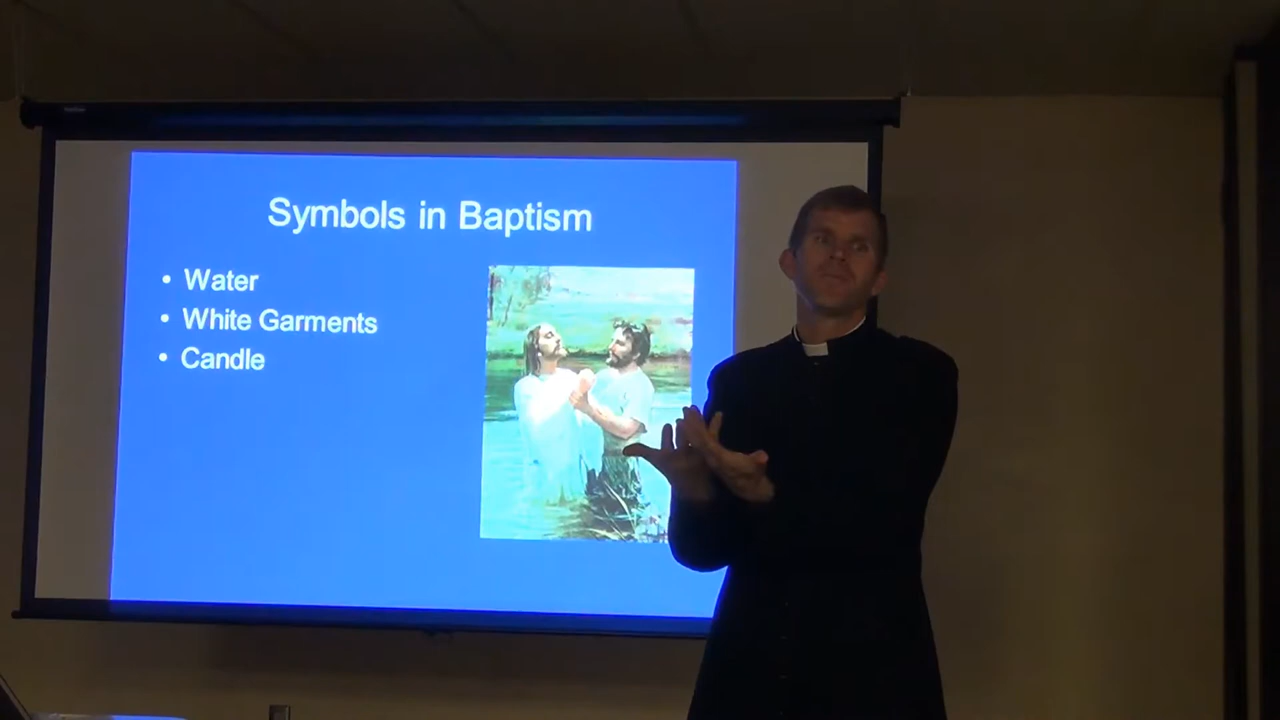 Symbols in Baptism
• Water
• White Garments
• Candle